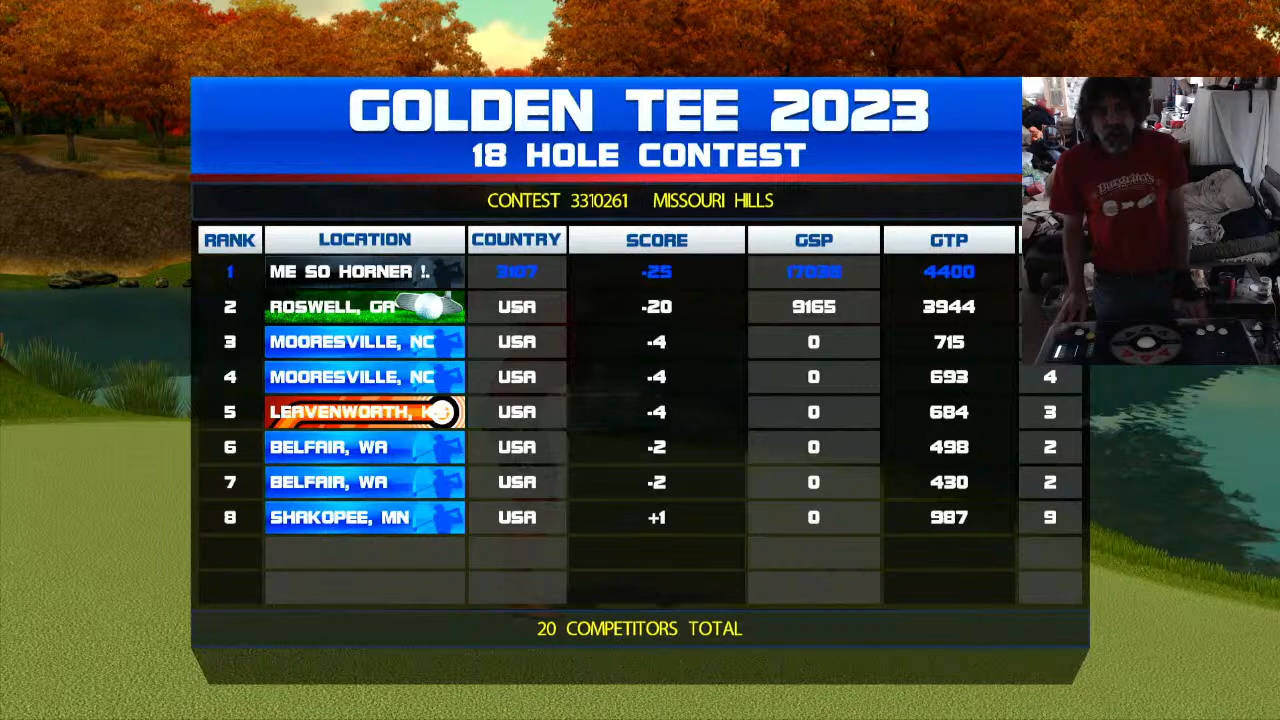 GOLDEN TEE 2023
18 HOLE CONTEST
CONTEST 3310261 MISSOURI HILLS
RANK LOCATION COUNTRY SCORE GSP GTP
1 ME SO HORNER !. 3107 -25 17036 4400
2 ROSWELL, GA USA -20 9165 3944
3 MOORESVILLE, NC USA -4 0 715
4 MOORESVILLE, NC USA -4 0 693 4
5 LEAVENWORTH, USA -4 0 684 3
6 BELFAIR, WA USA -2 0 498 2
7 BELFAIR, WA USA -2 0 430 2
8 SHAKOPEE, MN USA +1 0 987 9
20 COMPETITORS TOTAL